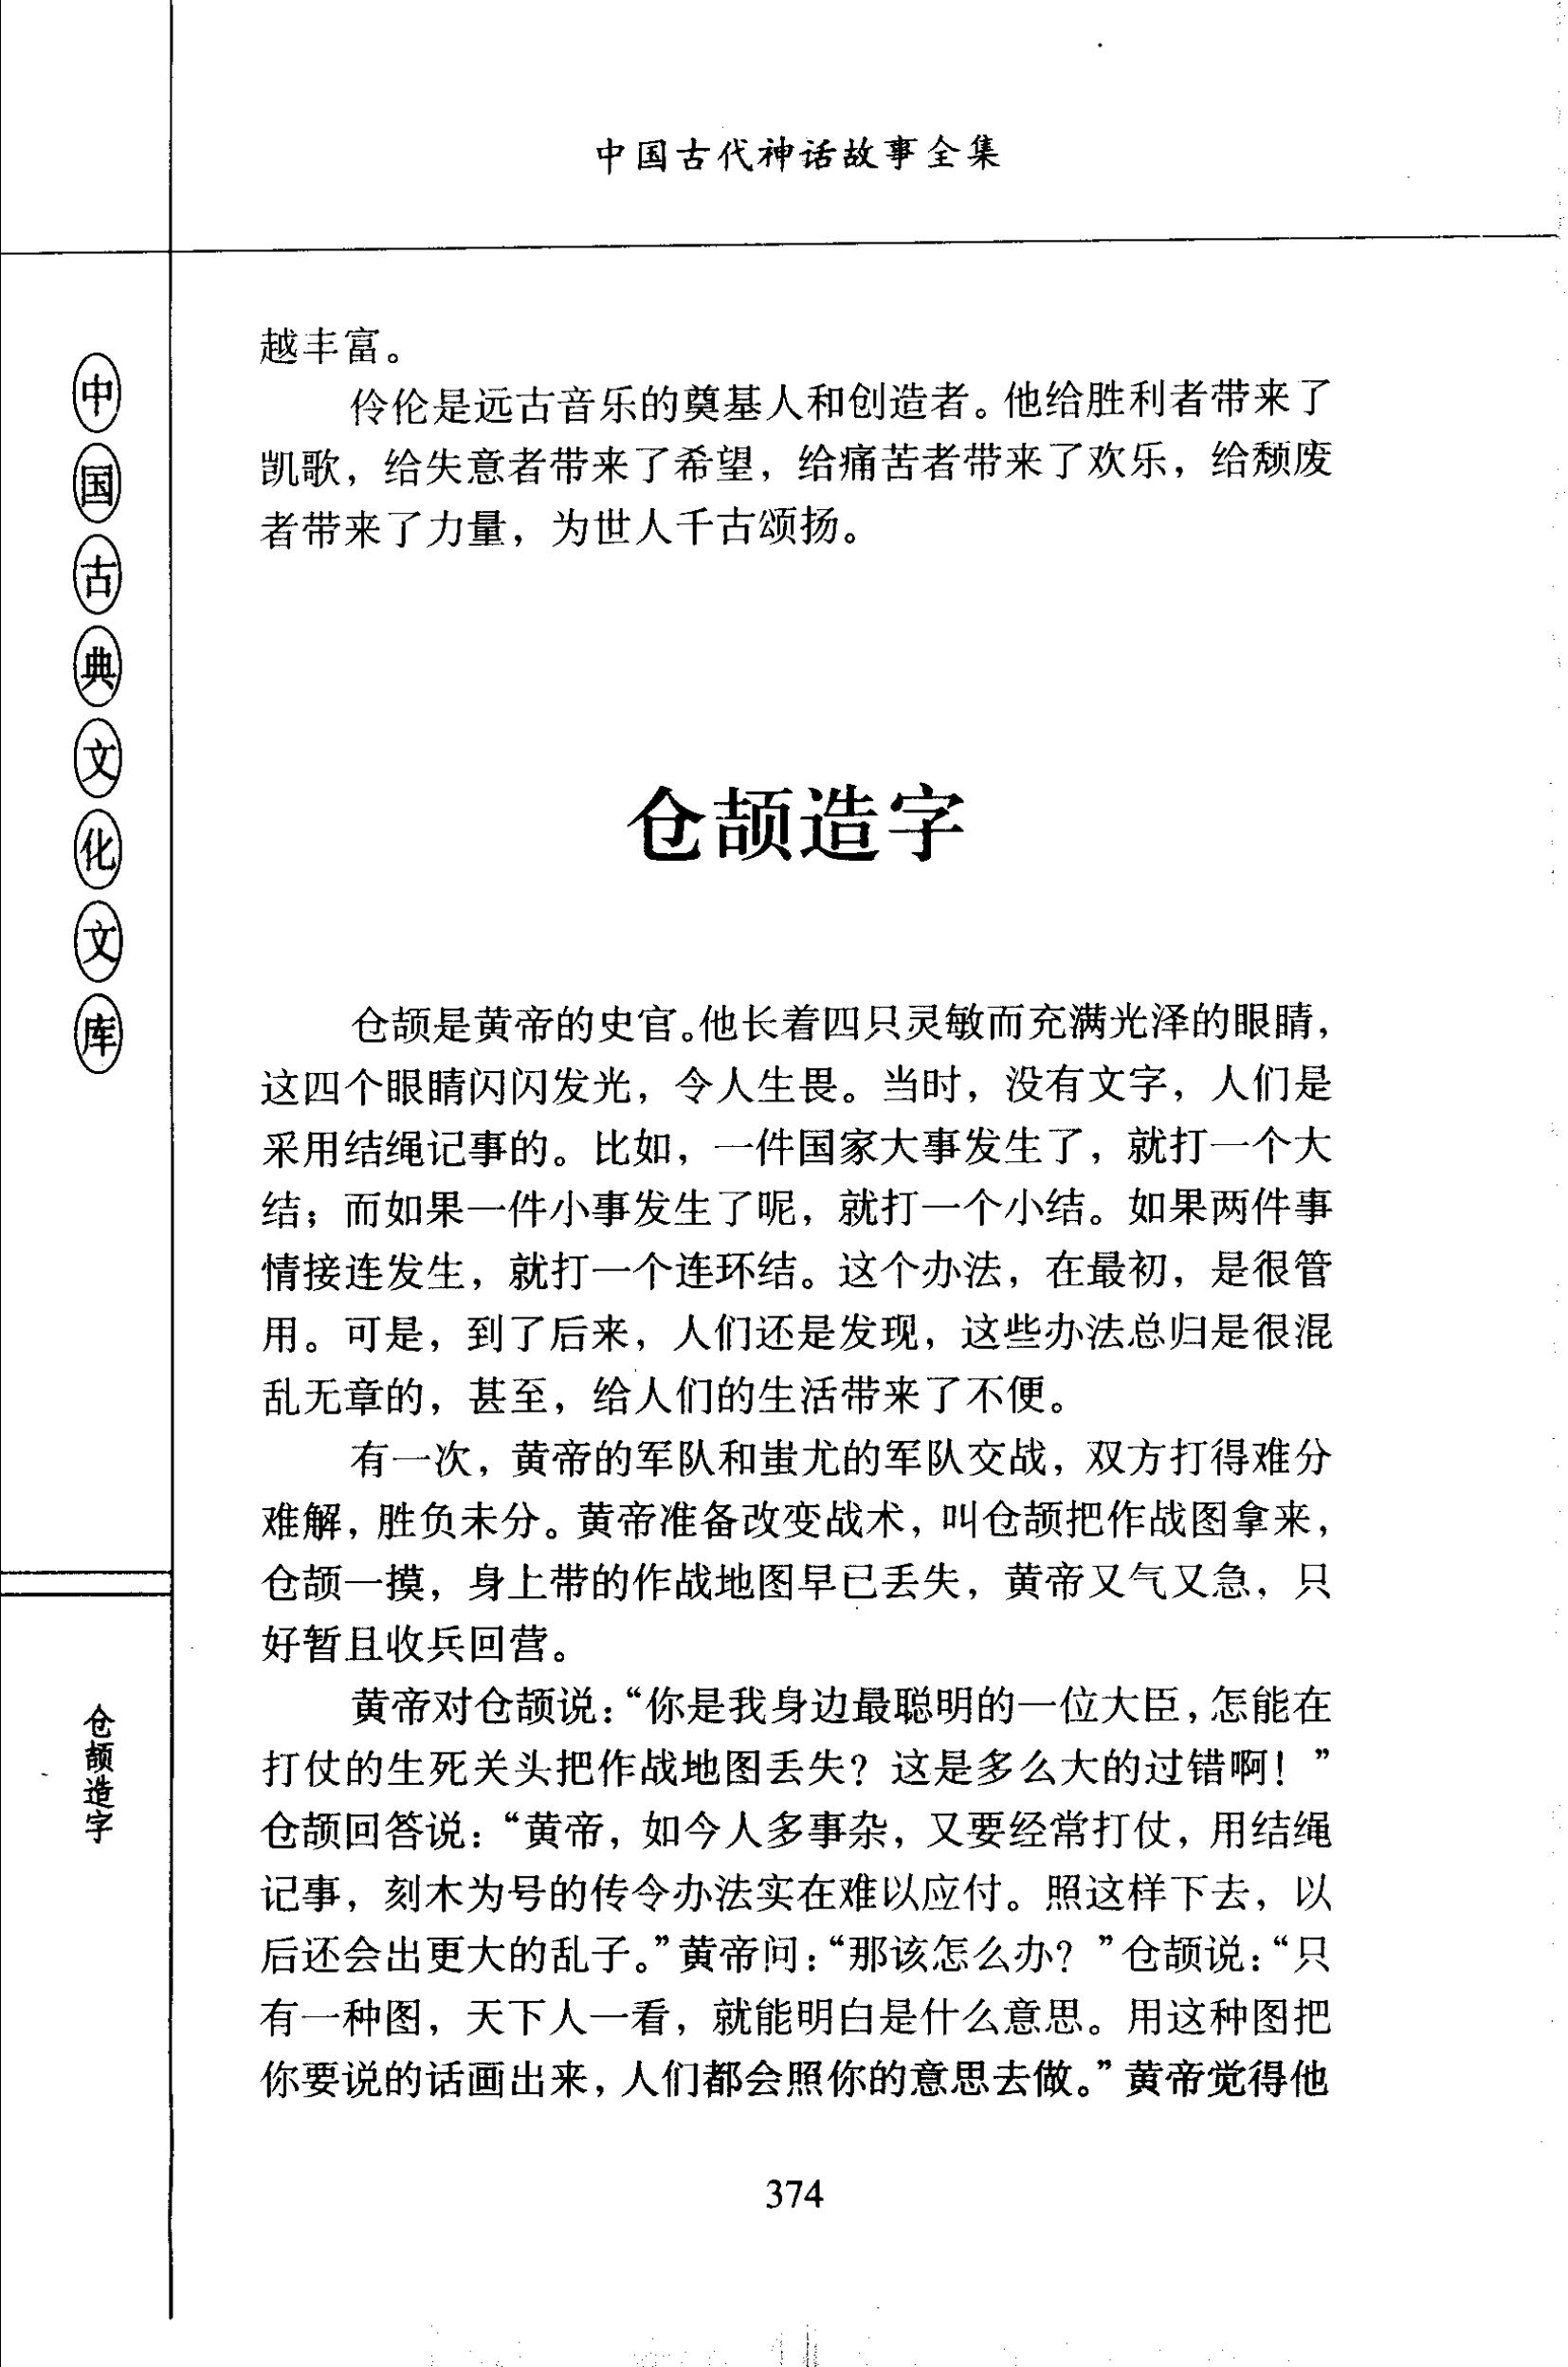 中国古代神话故事全集
中国古典文化文库
仓颉造字
越丰富。
伶伦是远古音乐的奠基人和创造者。他给胜利者带来了
凯歌，给失意者带来了希望，给痛苦者带来了欢乐，给颓废
者带来了力量，为世人千古颂扬。
仓颉造字
仓颉是黄帝的史官。他长着四只灵敏而充满光泽的眼睛，
这四个眼睛闪闪发光，令人生畏。当时，没有文字，人们是
采用结绳记事的。比如，一件国家大事发生了，就打一个大
结；而如果一件小事发生了呢，就打一个小结。如果两件事
情接连发生，就打一个连环结。这个办法，在最初，是很管
用。可是，到了后来，人们还是发现，这些办法总归是很混
乱无章的，甚至，给人们的生活带来了不便。
有一次，黄帝的军队和蚩尤的军队交战，双方打得难分
难解，胜负未分。黄帝准备改变战术，叫仓颉把作战图拿来，
仓颉一摸，身上带的作战地图早已丢失，黄帝又气又急，只
好暂且收兵回营。
黄帝对仓颉说：“你是我身边最聪明的一位大臣，怎能在
打仗的生死关头把作战地图丢失？这是多么大的过错啊！”
仓颉回答说：“黄帝，如今人多事杂，又要经常打仗，用结绳
记事，刻木为号的传令办法实在难以应付。照这样下去，以
后还会出更大的乱子。”黄帝问：“那该怎么办？”仓颉说：“只
有一种图，天下人一看，就能明白是什么意思。用这种图把
你要说的话画出来，人们都会照你的意思去做。”黄帝觉得他
374